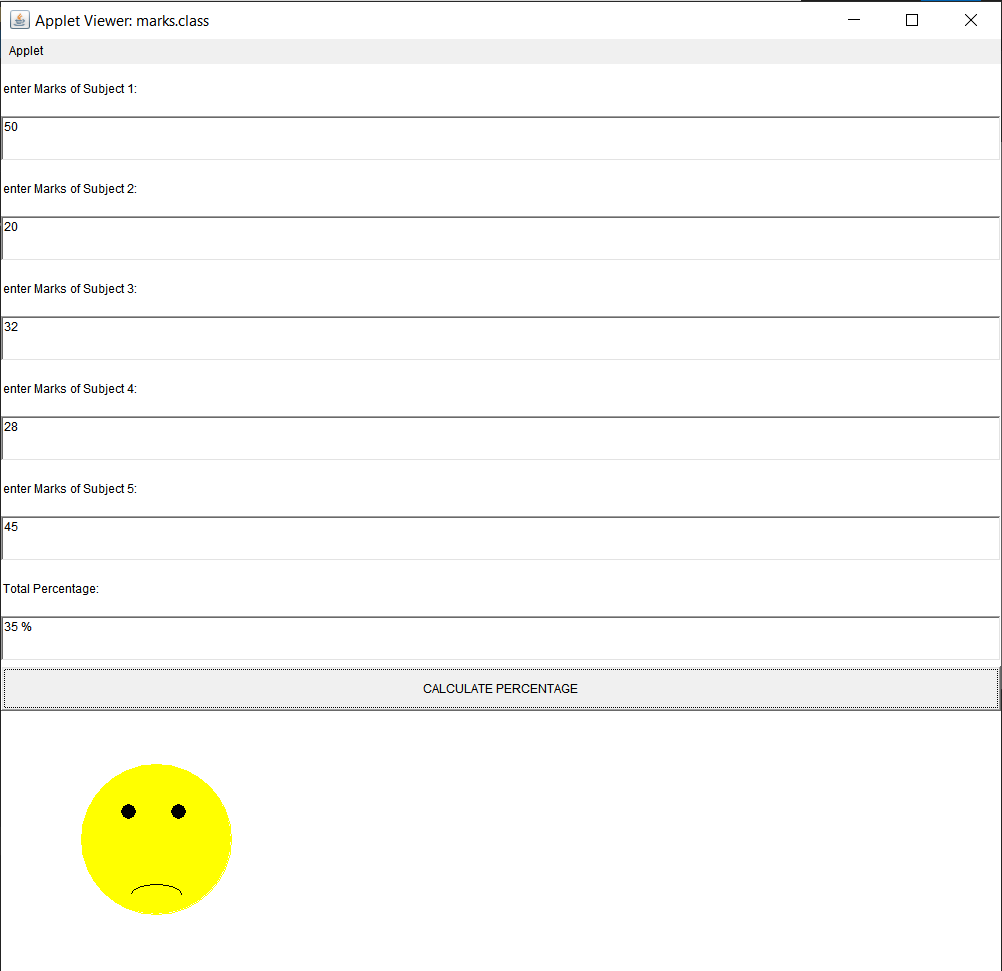 Applet Viewer: marks.class
Applet
enter Marks of Subject 1:
50
enter Marks of Subject 2:
20
enter Marks of Subject 3:
32
enter Marks of Subject 4:
28
enter Marks of Subject 5:
45
Total Percentage:
35 %
CALCULATE PERCENTAGE